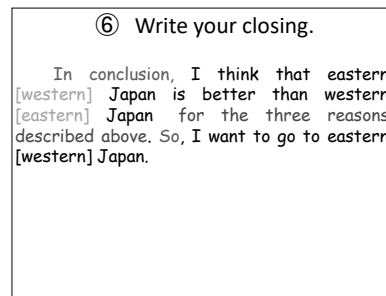 ⑥ Write your closing.
In conclusion, I think that eastern
[western] Japan is better than western
[eastern] Japan for the three reasons
described above. So, I want to go to eastern
[western] Japan.